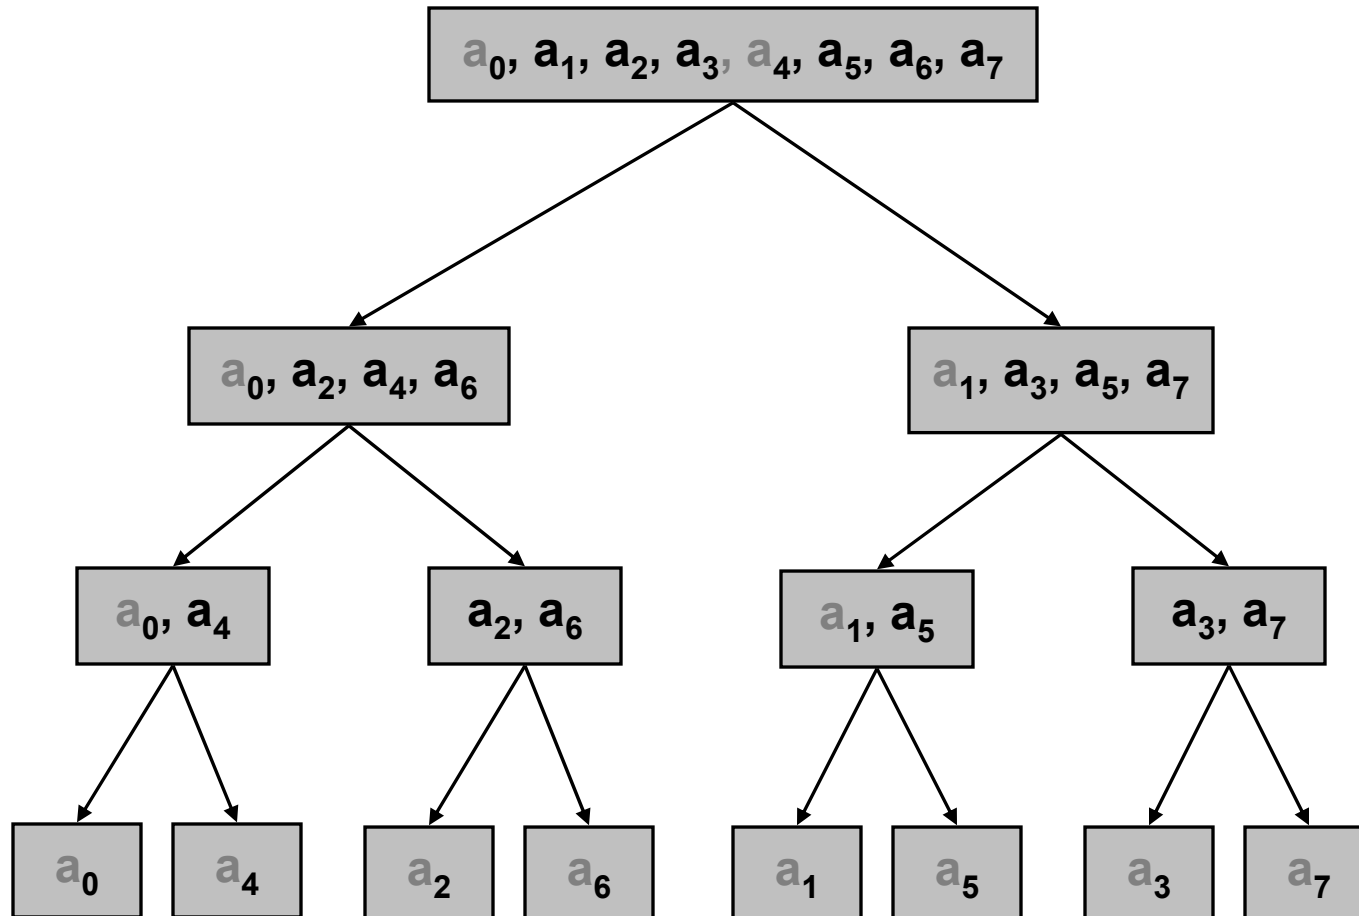 a₀, a₁, a₂, a₃, a₄, a₅, a₆, a₇
a₀, a₂, a₄, a₆
a₁, a₃, a₅, a₇
a₀, a₄
a₂, a₆
a₁, a₅
a₃, a₇
a₀
a₄
a₂
a₆
a₁
a₅
a₃
a₇